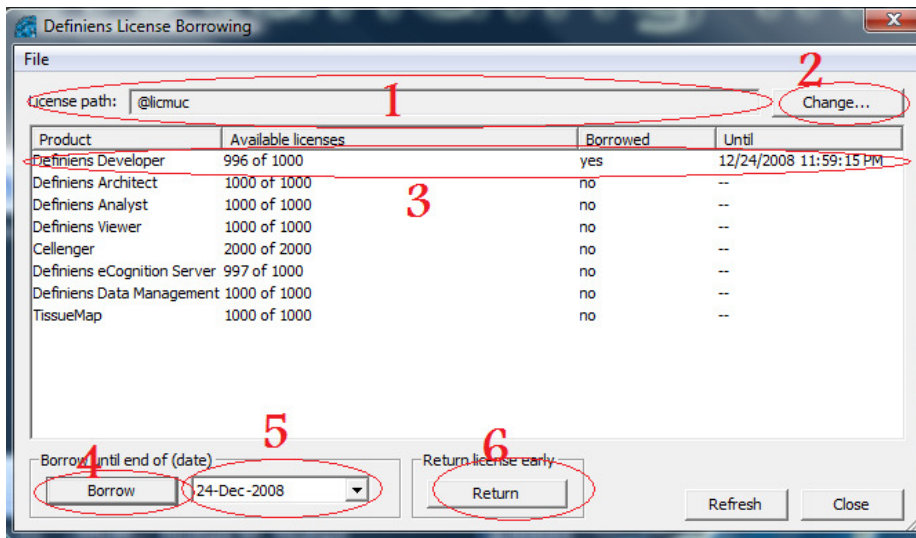 Definiens License Borrowing
X
File
2
License path: @licmuc 1 Change...
Product Available licenses Borrowed Until
Definiens Developer 996 of 1000 yes 12/24/2008 11:59:15 PM
Definiens Architect 1000 of 1000 no --
3
Definiens Analyst 1000 of 1000 no --
Definiens Viewer 1000 of 1000 no --
Cellenger 2000 of 2000 no --
Definiens eCognition Server 997 of 1000 no --
Definiens Data Management 1000 of 1000 no --
TissueMap 1000 of 1000 no --
5
6
4
Borrow until end of (date) Return license early
Borrow 24-Dec-2008 Return
Refresh Close